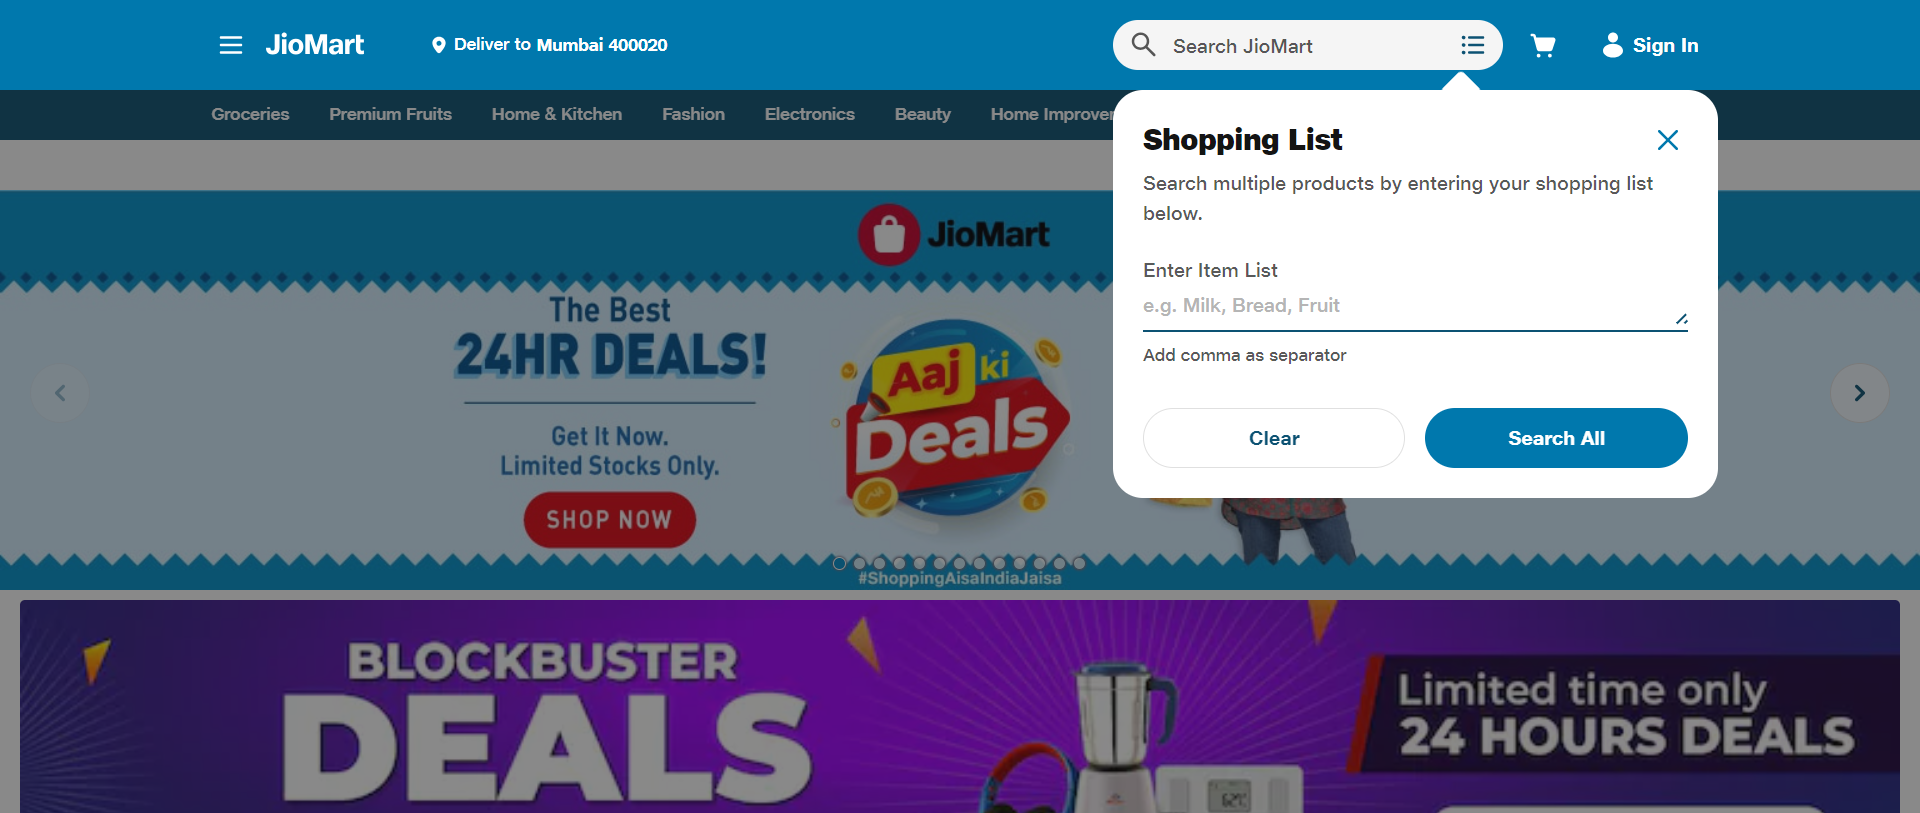 JioMart
Deliver to Mumbai 400020
Search JioMart
Sign In
Groceries
Premium Fruits
Home & Kitchen
Fashion
Electronics
Beauty
Home Improve
Shopping List
Search multiple products by entering your shopping list
below.
Enter Item List
e.g. Milk, Bread, Fruit
Add comma as separator
Clear
Search All
JioMart
The Best
24HR DEALS!
Get It Now.
Limited Stocks Only.
SHOP NOW
Aaj ki
Deals
#ShoppingAisaIndiaJaisa
BLOCKBUSTER
DEALS
Limited time only
24 HOURS DEALS